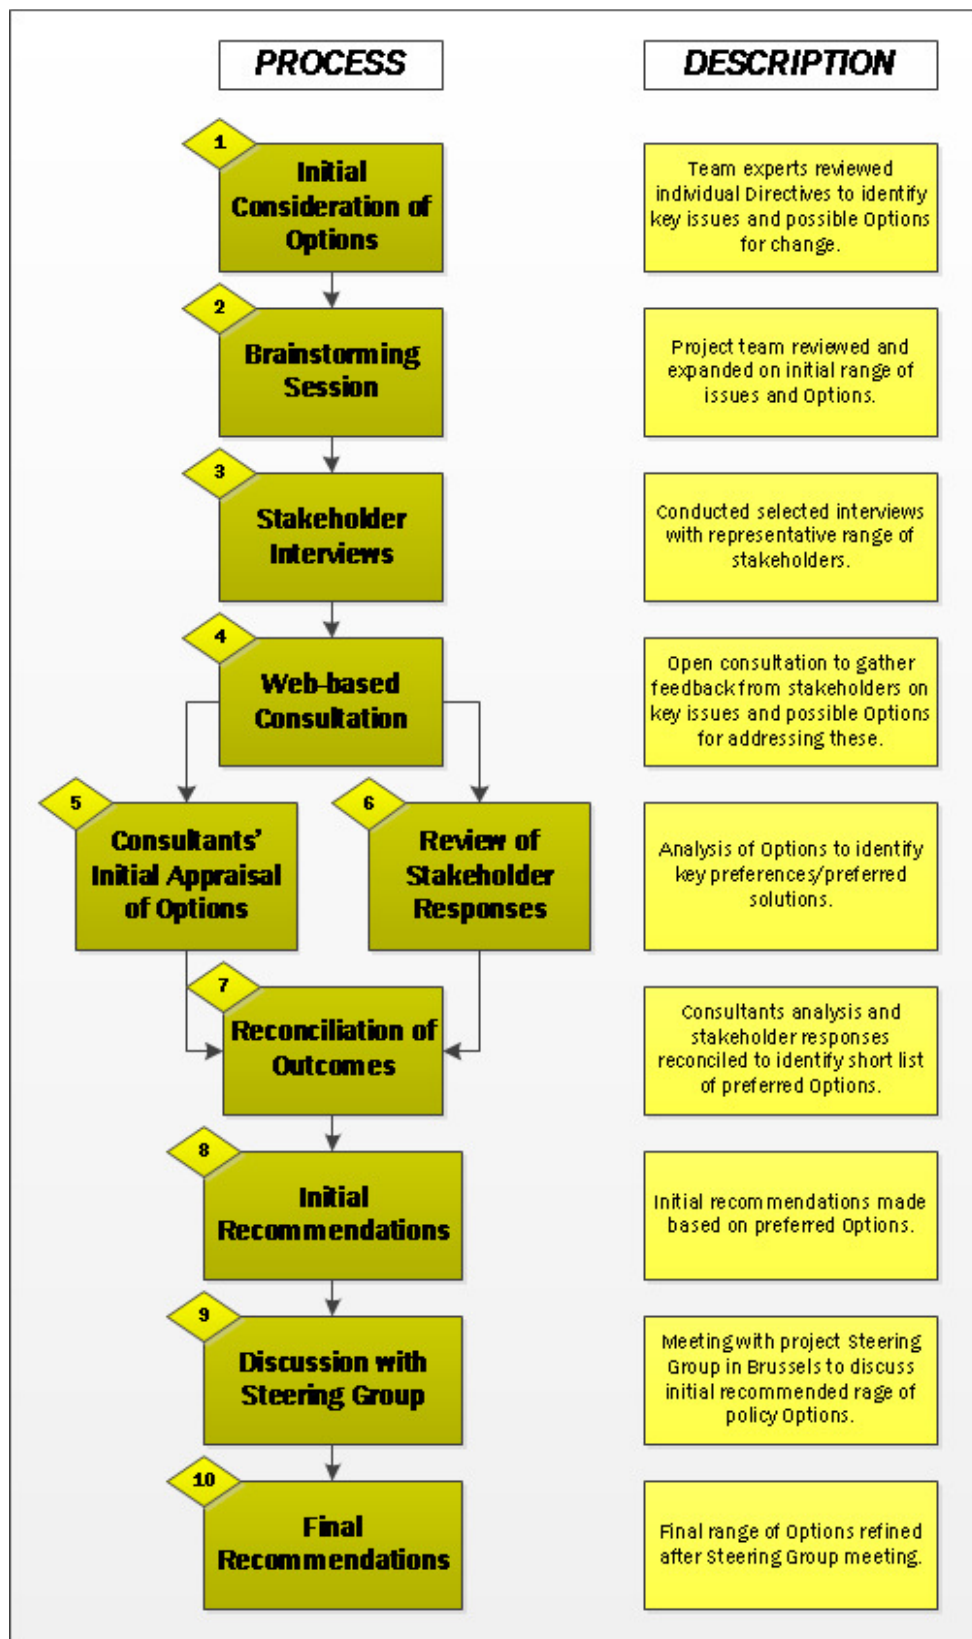 PROCESS
DESCRIPTION
1
Initial
Consideration of
Options
Team experts reviewed
individual Directives to identify
key issues and possible Options
for change.
2
Brainstorming
Session
Project team reviewed and
expanded on initial range of
issues and Options.
3
Stakeholder
Interviews
Conducted selected interviews
with representative range of
stakeholders.
4
Web-based
Consultation
Open consultation to gather
feedback from stakeholders on
key issues and possible Options
for addressing these.
5
Consultants'
Initial Appraisal
of Options
6
Review of
Stakeholder
Responses
Analysis of Options to identify
key preferences/preferred
solutions.
7
Reconciliation of
Outcomes
Consultants analysis and
stakeholder responses
reconciled to identify short list
of preferred Options.
8
Initial
Recommendations
Initial recommendations made
based on preferred Options.
9
Discussion with
Steering Group
Meeting with project Steering
Group in Brussels to discuss
initial recommended rage of
policy Options.
10
Final
Recommendations
Final range of Options refined
after Steering Group meeting.